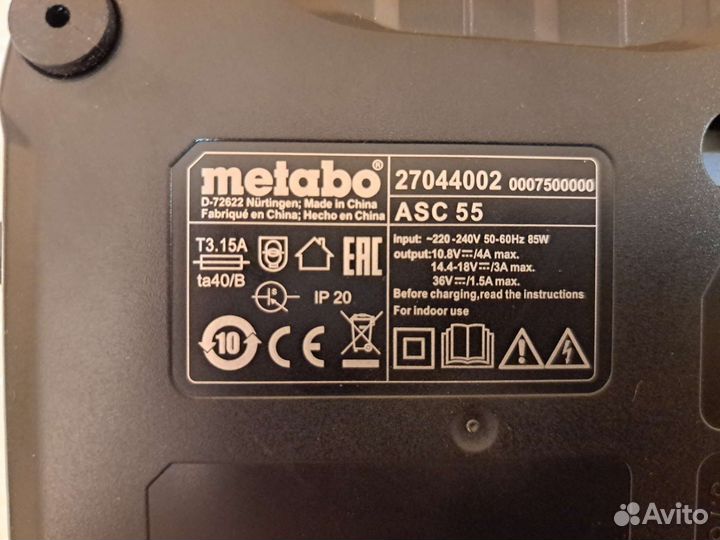 metabo®
D-72622 Nürtingen; Made in China
Fabriqué en China; Hecho en China
27044002 0007500000
ASC 55
T3.15A
ta40/B
IP 20
EAC
10
CE
Input: ~220 -240V 50-60Hz 85W
output:10.8V⎓/4A max.
14.4-18V⎓/3A max.
36V⎓/1.5A max.
Before charging,read the instructions
For indoor use
Avito